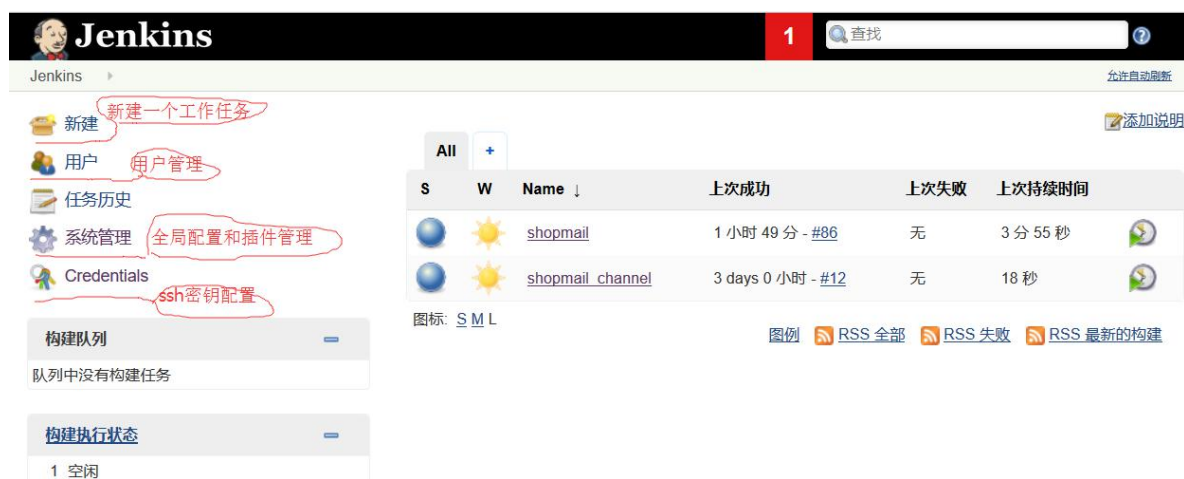 Jenkins
1
查找
Jenkins
允许自动刷新
新建
新建一个工作任务
用户
用户管理
任务历史
系统管理
全局配置和插件管理
Credentials
ssh密钥配置
构建队列
队列中没有构建任务
构建执行状态
1 空闲
添加说明
All +
S W Name ↓ 上次成功 上次失败 上次持续时间
shopmail 1 小时 49 分 - #86 无 3 分 55 秒
shopmail_channel 3 days 0 小时 - #12 无 18 秒
图标: S M L
图例 RSS 全部 RSS 失败 RSS 最新的构建